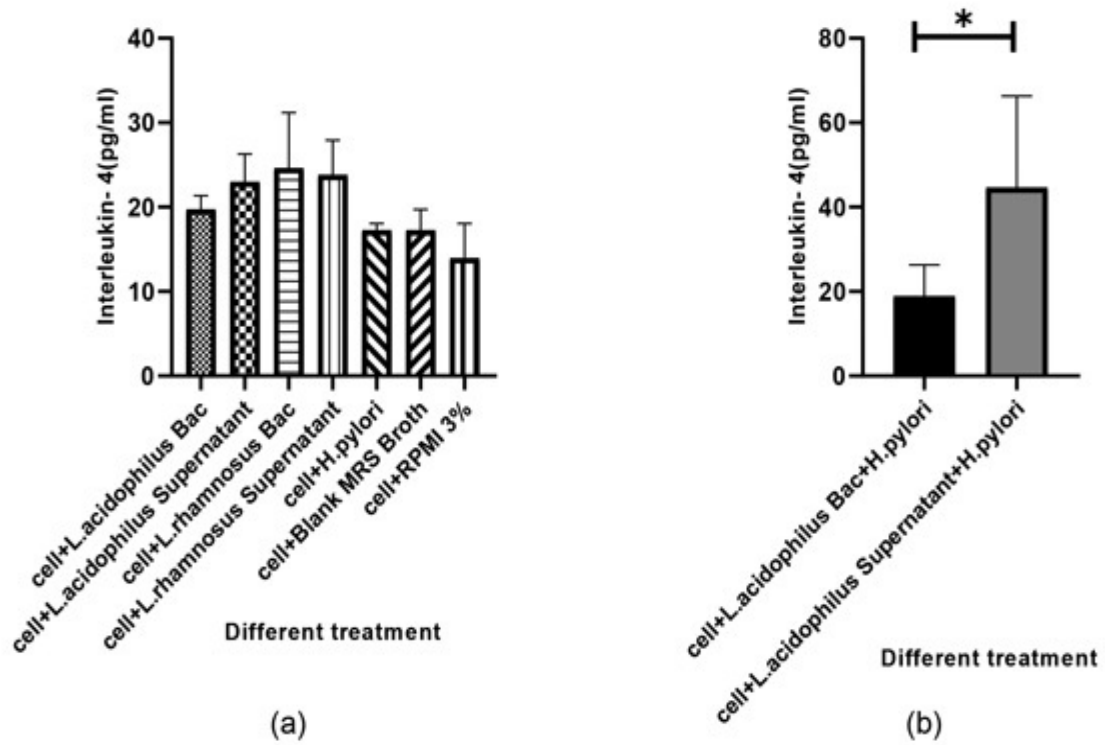 Interleukin- 4(pg/ml)
40
30
20
10
0
cell+L.acidophilus Bac
cell+L.acidophilus Supernatant
cell+L.rhamnosus Bac
cell+L.rhamnosus Supernatant
cell+H.pylori
cell+Blank MRS Broth
cell+RPMI 3%
Different treatment
(a)
Interleukin- 4(pg/ml)
80
60
40
20
0
*
cell+L.acidophilus Bac+H.pylori
cell+L.acidophilus Supernatant+H.pylori
Different treatment
(b)